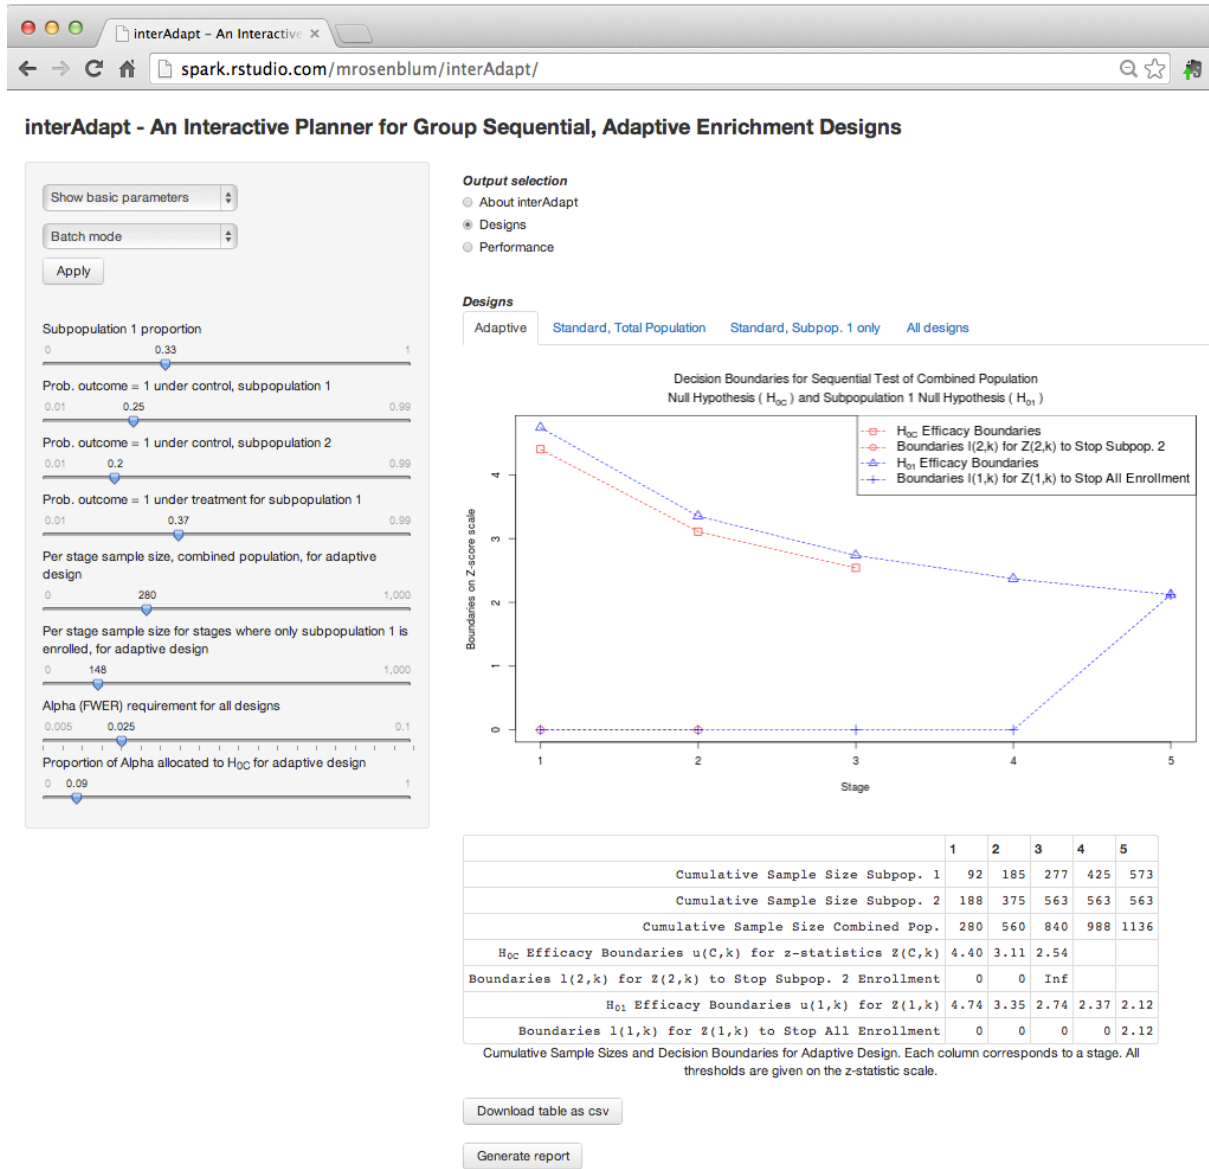 interAdapt - An Interactive
spark.rstudio.com/mrosenblum/interAdapt/
interAdapt - An Interactive Planner for Group Sequential, Adaptive Enrichment Designs
Show basic parameters
Batch mode
Apply
Subpopulation 1 proportion
0 0.33 1
Prob. outcome = 1 under control, subpopulation 1
0.01 0.25 0.99
Prob. outcome = 1 under control, subpopulation 2
0.01 0.2 0.99
Prob. outcome = 1 under treatment for subpopulation 1
0.01 0.37 0.99
Per stage sample size, combined population, for adaptive
design
0 280 1,000
Per stage sample size for stages where only subpopulation 1 is
enrolled, for adaptive design
0 148 1,000
Alpha (FWER) requirement for all designs
0.005 0.025 0.1
Proportion of Alpha allocated to H0C for adaptive design
0 0.09 1
Output selection
About interAdapt
Designs
Performance
Designs
Adaptive Standard, Total Population Standard, Subpop. 1 only All designs
Decision Boundaries for Sequential Test of Combined Population
Null Hypothesis ( H0C ) and Subpopulation 1 Null Hypothesis ( H01 )
H0C Efficacy Boundaries
Boundaries l(2,k) for Z(2,k) to Stop Subpop. 2
H01 Efficacy Boundaries
Boundaries l(1,k) for Z(1,k) to Stop All Enrollment
Boundaries on Z-score scale
4
3
2
1
0
1 2 3 4 5
Stage
1 2 3 4 5
Cumulative Sample Size Subpop. 1 92 185 277 425 573
Cumulative Sample Size Subpop. 2 188 375 563 563 563
Cumulative Sample Size Combined Pop. 280 560 840 988 1136
H0C Efficacy Boundaries u(C,k) for z-statistics Z(C,k) 4.40 3.11 2.54
Boundaries l(2,k) for Z(2,k) to Stop Subpop. 2 Enrollment 0 0 Inf
H01 Efficacy Boundaries u(1,k) for Z(1,k) 4.74 3.35 2.74 2.37 2.12
Boundaries l(1,k) for Z(1,k) to Stop All Enrollment 0 0 0 0 2.12
Cumulative Sample Sizes and Decision Boundaries for Adaptive Design. Each column corresponds to a stage. All
thresholds are given on the z-statistic scale.
Download table as csv
Generate report